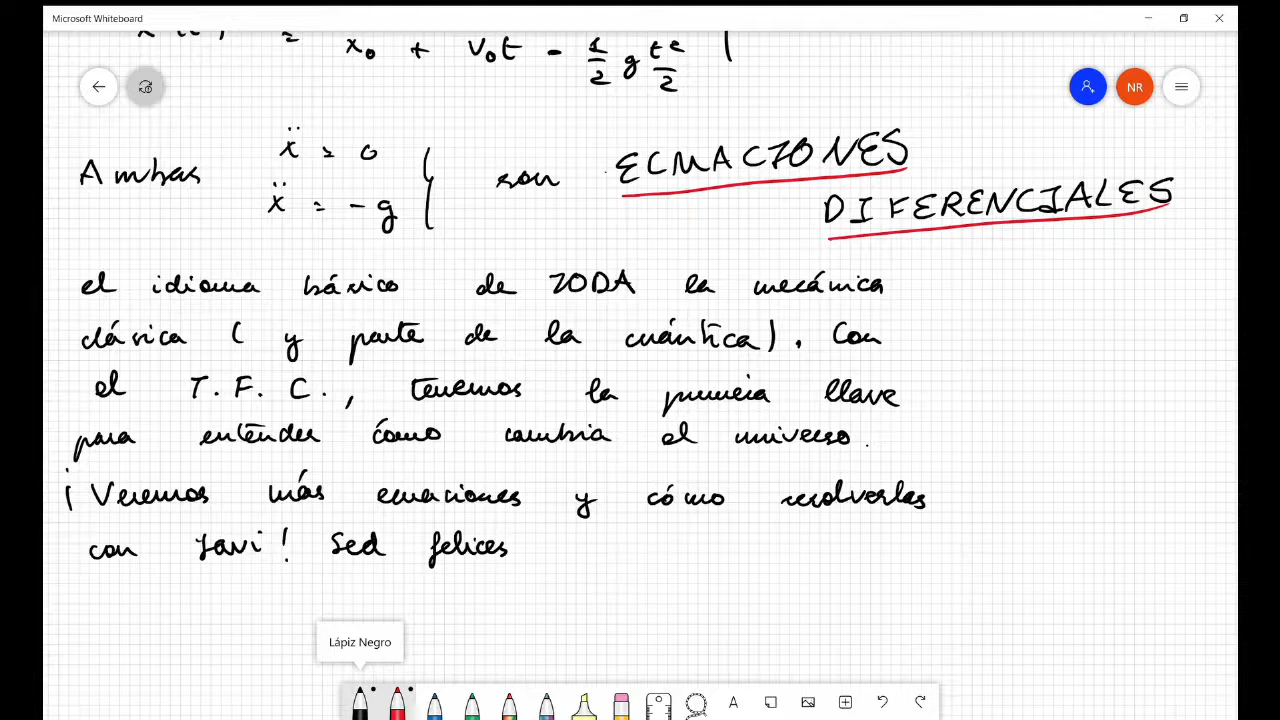 Microsoft Whiteboard
x₀ + v₀t - 1/2 g t²/2
NR
Ambas ẍ = 0 son ECUACIONES
ẍ = -g DIFERENCIALES
el idioma básico de TODA la mecánica
clásica ( y parte de la cuántica). Con
el T.F.C., tenemos la primera llave
para entender cómo cambia el universo.
¡Veremos más ecuaciones y cómo resolverlas
con Javi! Sed felices
Lápiz Negro
A